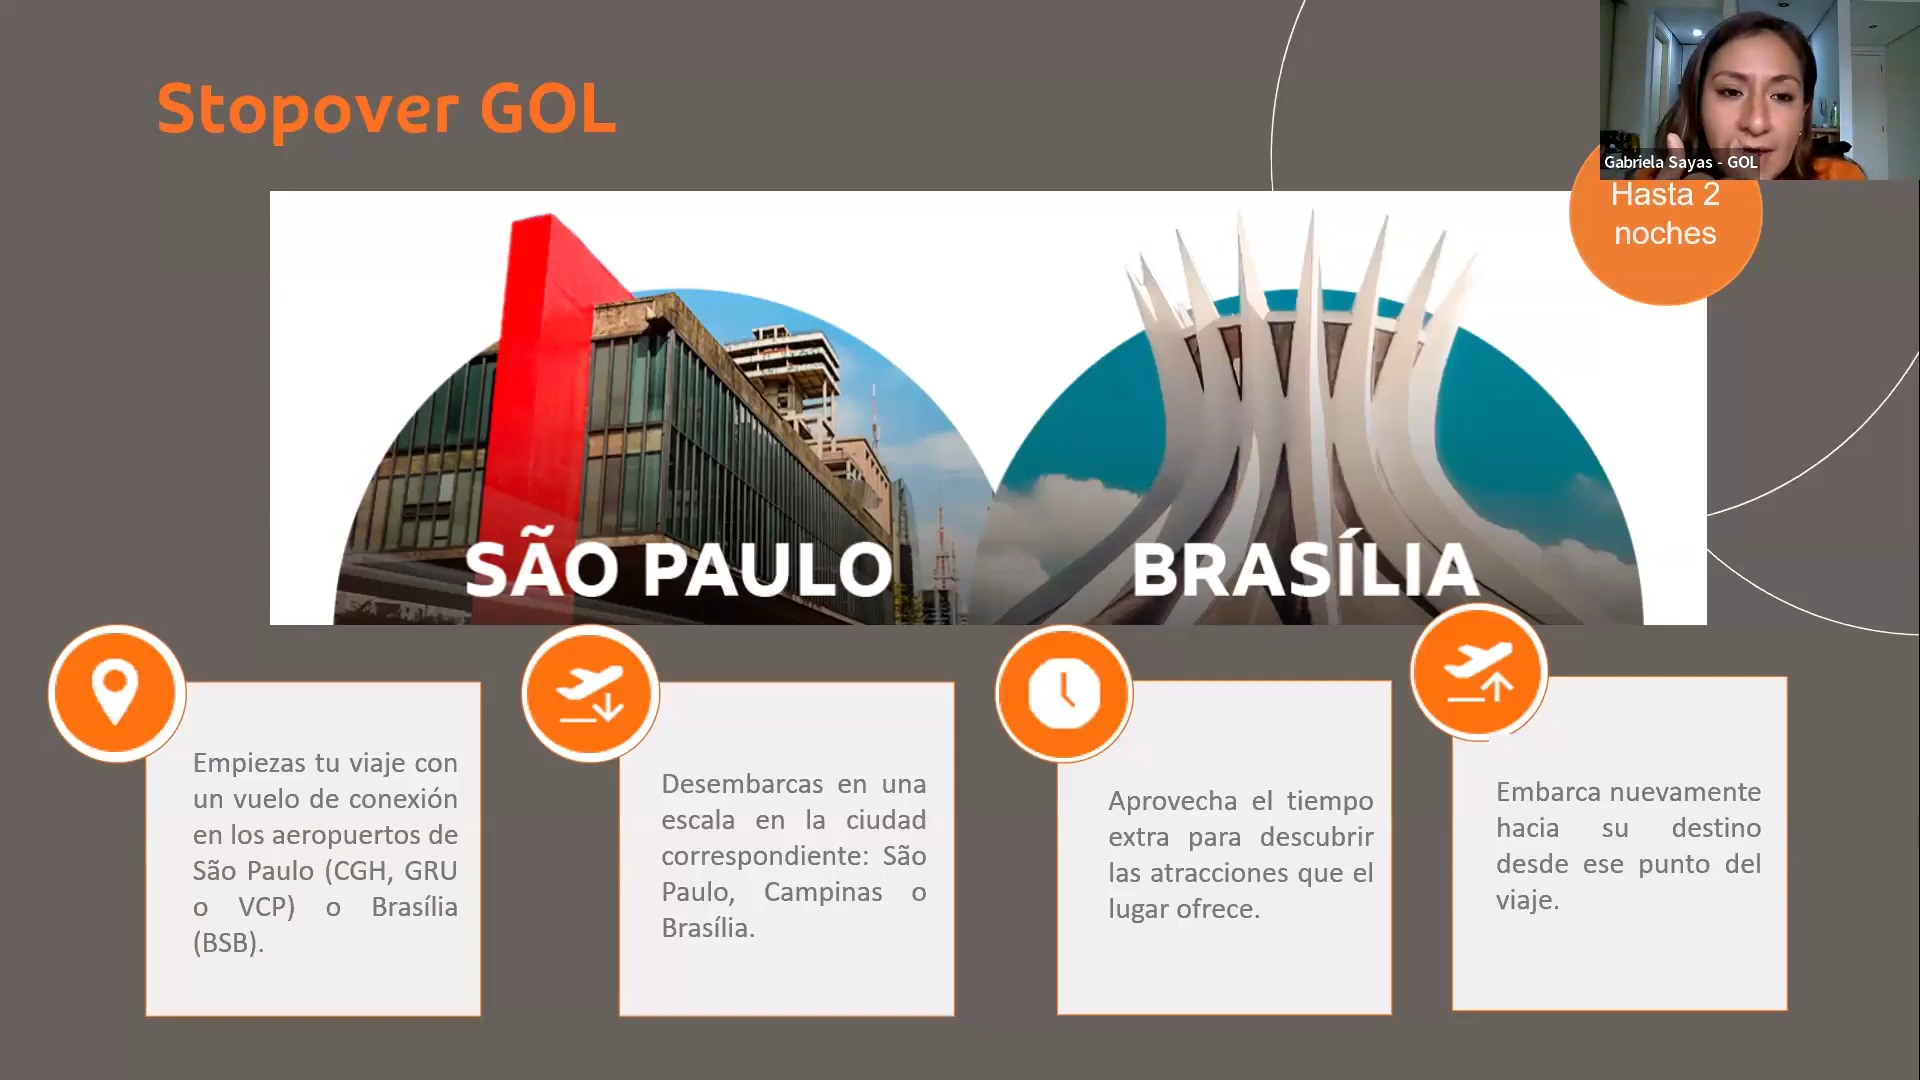 Stopover GOL
Gabriela Sayas - GOL
Hasta 2
noches
SÃO PAULO
BRASÍLIA
Empiezas tu viaje con
un vuelo de conexión
en los aeropuertos de
São Paulo (CGH, GRU
o VCP) o Brasília
(BSB).
Desembarcas en una
escala en la ciudad
correspondiente: São
Paulo, Campinas o
Brasília.
Aprovecha el tiempo
extra para descubrir
las atracciones que el
lugar ofrece.
Embarca nuevamente
hacia su destino
desde ese punto del
viaje.